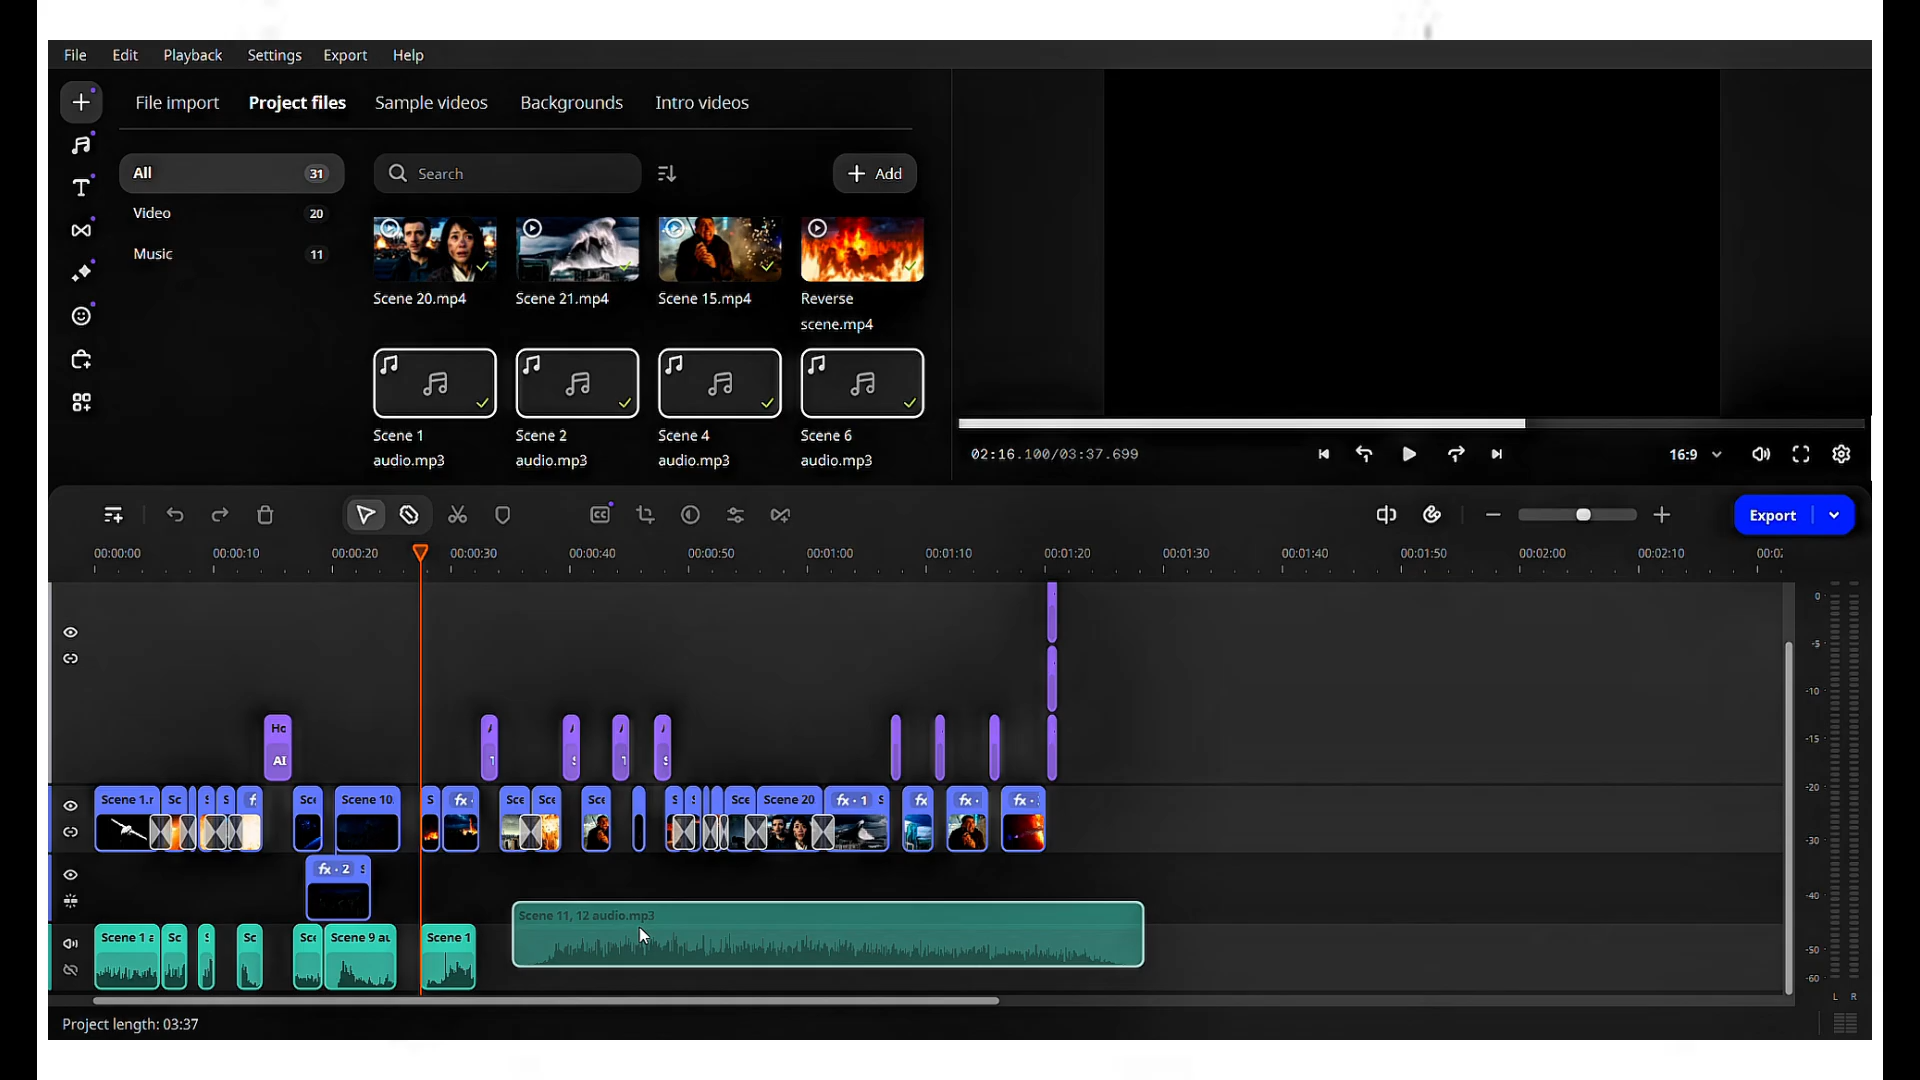 File Edit Playback Settings Export Help
File import Project files Sample videos Backgrounds Intro videos
All 31
Search
Add
Video 20
Music 11
Scene 20.mp4 Scene 21.mp4 Scene 15.mp4 Reverse
scene.mp4
Scene 1 Scene 2 Scene 4 Scene 6
audio.mp3 audio.mp3 audio.mp3 audio.mp3
02:16.100/03:37.699
16:9
CC
Export
00:00:00 00:00:10 00:00:20 00:00:30 00:00:40 00:00:50 00:01:00 00:01:10 00:01:20 00:01:30 00:01:40 00:01:50 00:02:00 00:02:10 00:02
0
-5
-10
-15
-20
-30
-40
-50
-60
L R
Ho
AI
Scene 1.r Sc Sce Scene 10. S fx Sce Sce Sce Sce Scene 20 fx · 1 S fx fx · fx ·
fx · 2
Scene 11, 12 audio.mp3
Scene 1 a Sc Sc Sce Scene 9 au Scene 1
Project length: 03:37